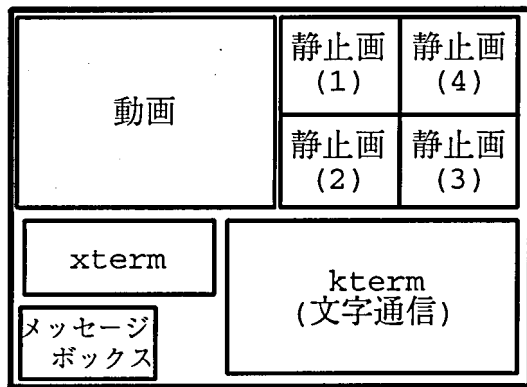 動画
静止画
(1)
静止画
(4)
静止画
(2)
静止画
(3)
xterm
kterm
(文字通信)
メッセージ
ボックス